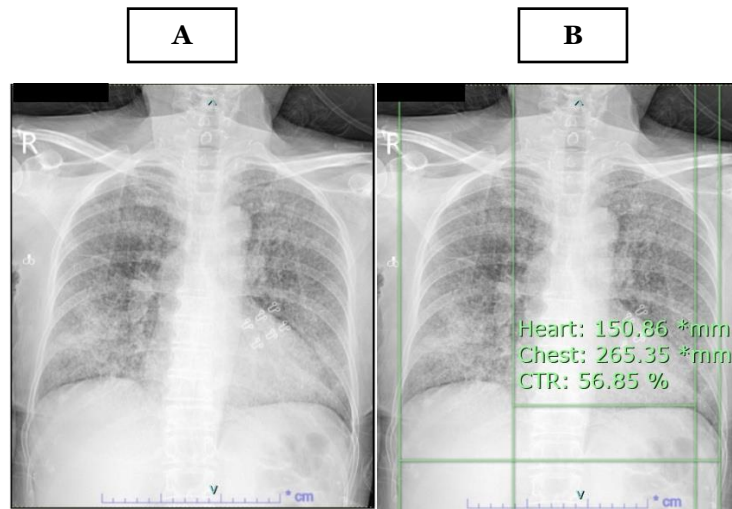 A
B
R
R
Heart: 150.86 *mm
Chest: 265.35 *mm
CTR: 56.85 %
* cm
* cm